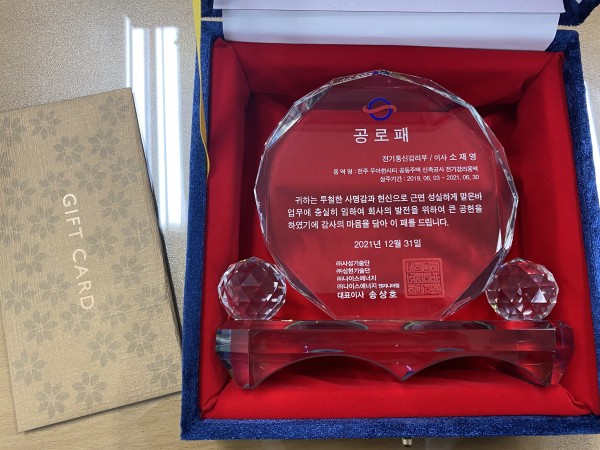 GIFT CARD
공로패
전기통신감리부 / 이사 소재영
용역명 : 전주 우아한시티 공동주택 신축공사 전기감리용역
상주기간 : 2019. 06. 03 ~ 2021. 06. 30
귀하는 투철한 사명감과 헌신으로 근면 성실하게 맡은바
업무에 충실히 임하여 회사의 발전을 위하여 큰 공헌을
하였기에 감사의 마음을 담아 이 패를 드립니다.
2021년 12월 31일
㈜사성기술단
㈜성현기술단
㈜나이스에너지
㈜나이스에너지 엔지니어링
대표이사 송상호